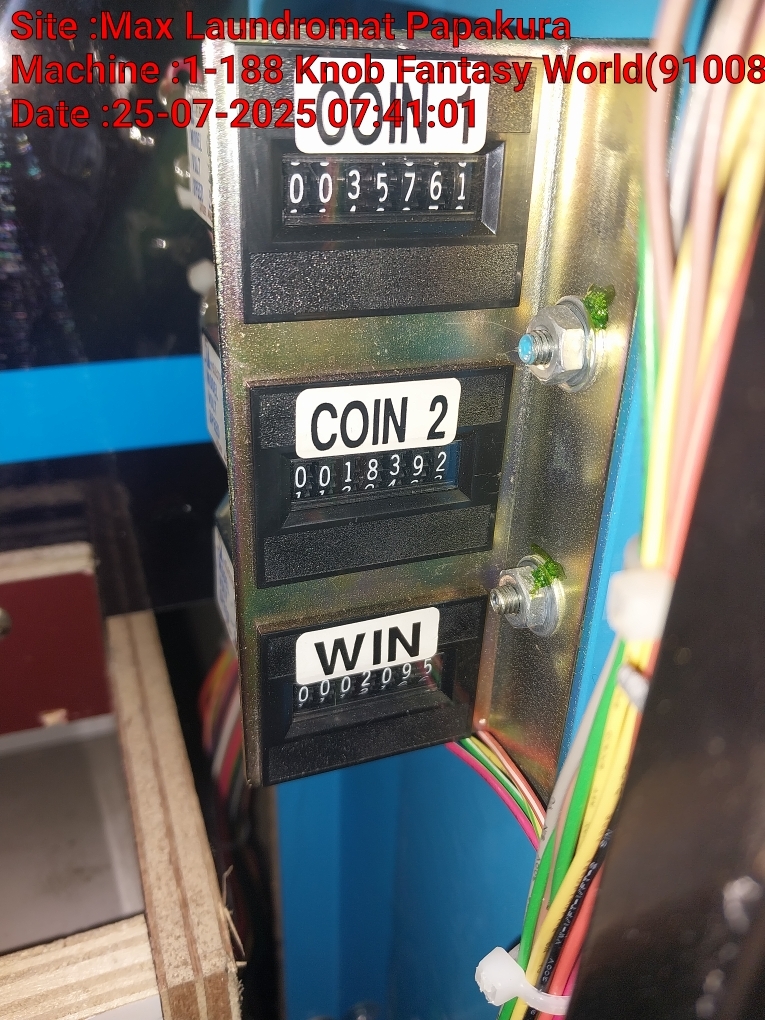 Site :Max Laundromat Papakura
Machine :1-188 Knob Fantasy World(91008
Date :25-07-2025 07:41:01
COIN 1
0035761
COIN 2
0018392
WIN
0002095